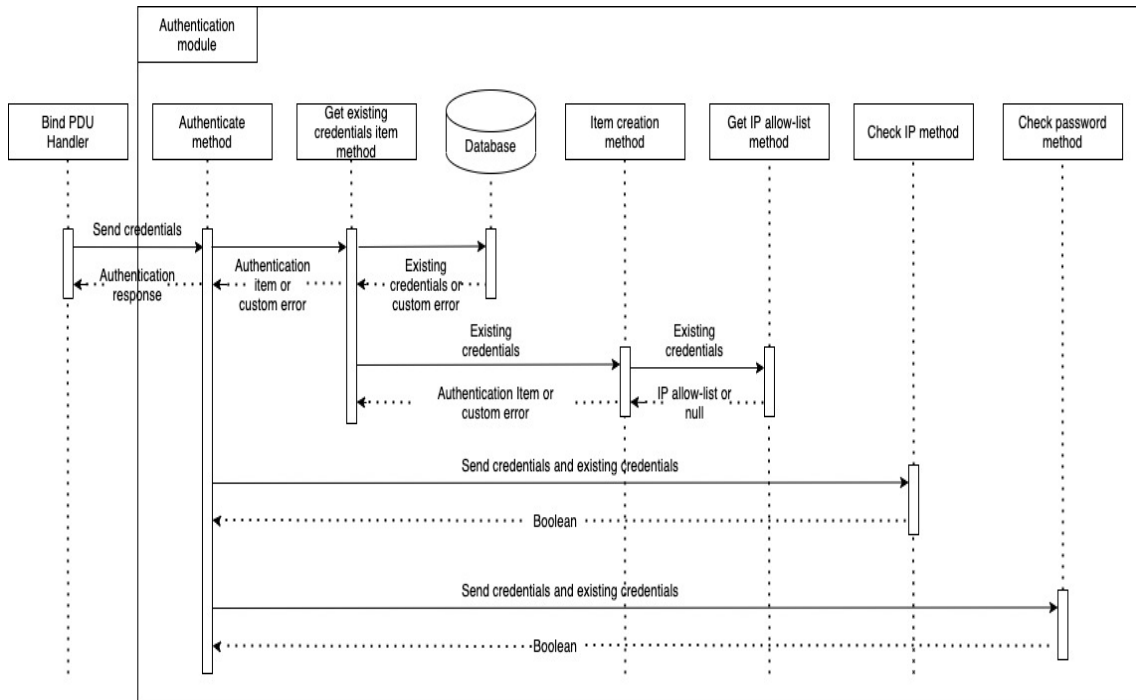 Authentication
module
Bind PDU
Handler
Authenticate
method
Get existing
credentials item
method
Database
Item creation
method
Get IP allow-list
method
Check IP method
Check password
method
Send credentials
Authentication
response
Authentication
item or
custom error
Existing
credentials or
custom error
Existing
credentials
Existing
credentials
Authentication Item or
custom error
IP allow-list or
null
Send credentials and existing credentials
Boolean
Send credentials and existing credentials
Boolean